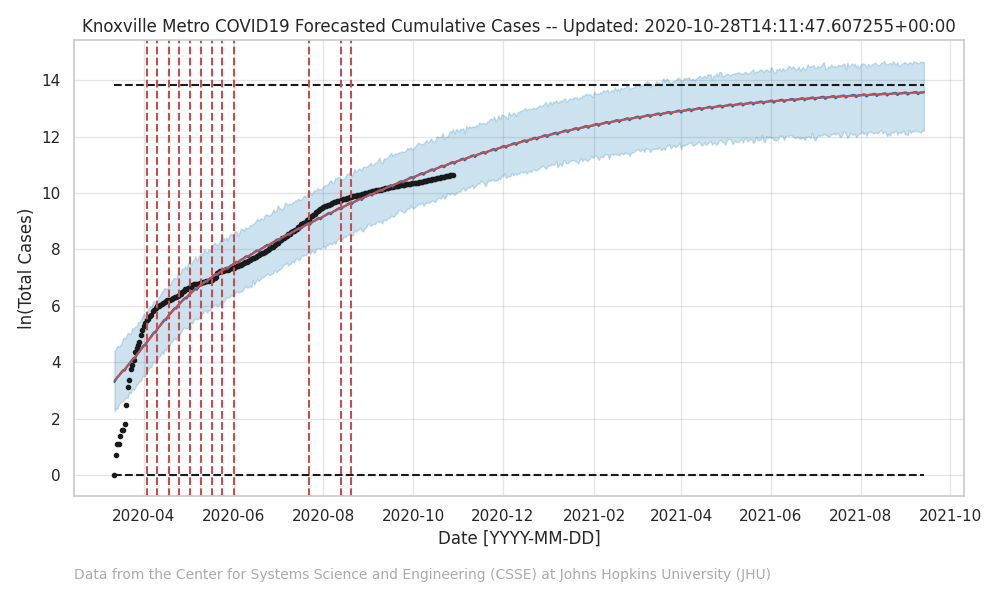 Knoxville Metro COVID19 Forecasted Cumulative Cases -- Updated: 2020-10-28T14:11:47.607255+00:00
14
12
10
8
6
4
2
0
ln(Total Cases)
2020-04 2020-06 2020-08 2020-10 2020-12 2021-02 2021-04 2021-06 2021-08 2021-10
Date [YYYY-MM-DD]
Data from the Center for Systems Science and Engineering (CSSE) at Johns Hopkins University (JHU)